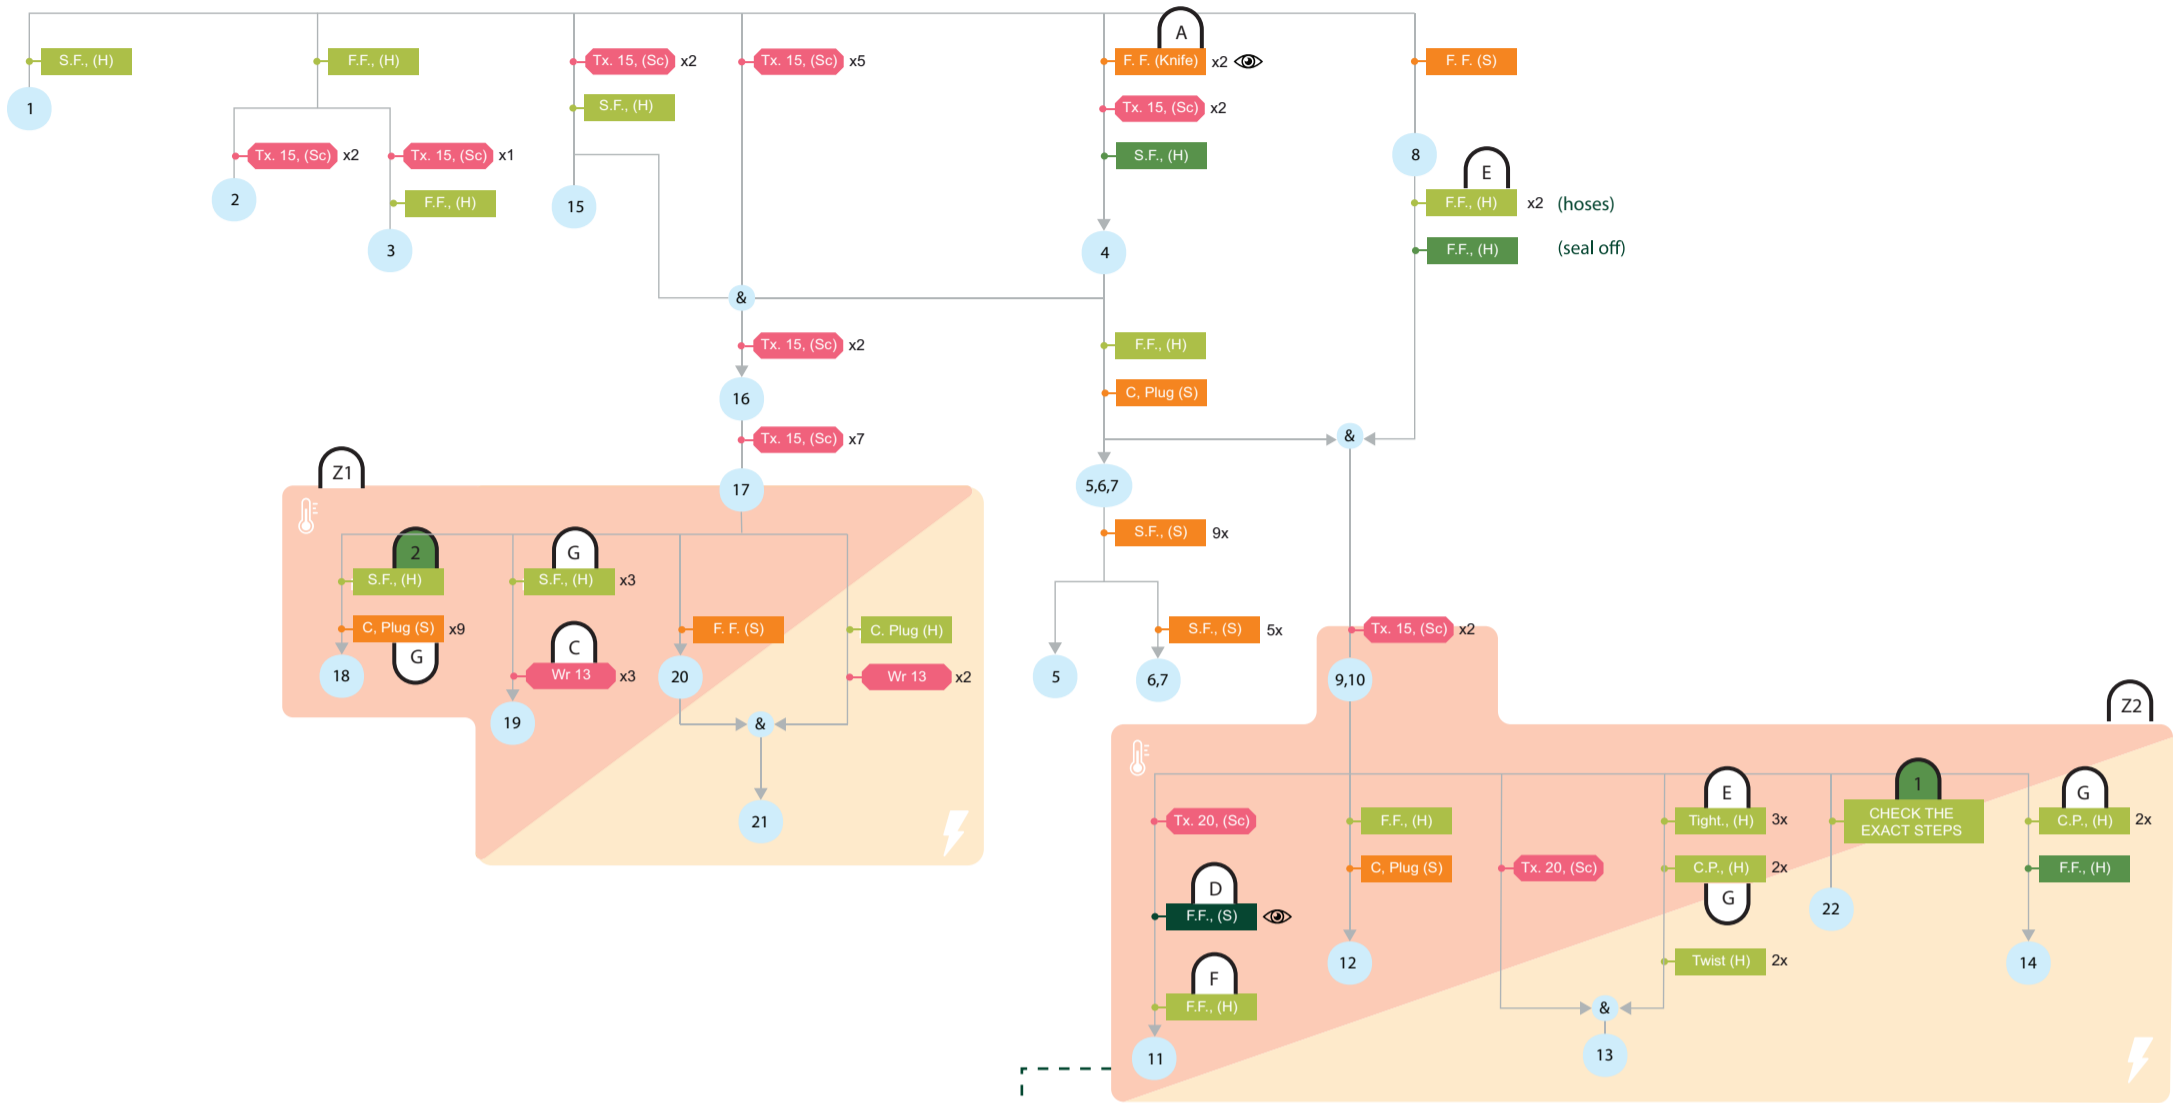 A
S.F., (H)
F.F., (H)
Tx. 15, (Sc) x2
Tx. 15, (Sc) x5
F. F. (Knife) x2
F. F. (S)
1
S.F., (H)
Tx. 15, (Sc) x2
Tx. 15, (Sc) x2
Tx. 15, (Sc) x1
S.F., (H)
8
E
2
F.F., (H)
15
F.F., (H) x2 (hoses)
3
4
F.F., (H) (seal off)
&
Tx. 15, (Sc) x2
F.F., (H)
16
C, Plug (S)
Tx. 15, (Sc) x7
&
Z1
17
5,6,7
S.F., (S) 9x
2
G
S.F., (H)
S.F., (H) x3
C, Plug (S) x9
F. F. (S)
C. Plug (H)
S.F., (S) 5x
Tx. 15, (Sc) x2
G
C
18
Wr 13 x3
20
Wr 13 x2
5
6,7
9,10
19
&
Z2
21
E
1
G
Tx. 20, (Sc)
F.F., (H)
Tight., (H) 3x
CHECK THE
EXACT STEPS
C.P., (H) 2x
D
C, Plug (S)
Tx. 20, (Sc)
C.P., (H) 2x
F.F., (H)
G
F.F., (S)
22
F
12
Twist (H) 2x
14
F.F., (H)
&
11
13